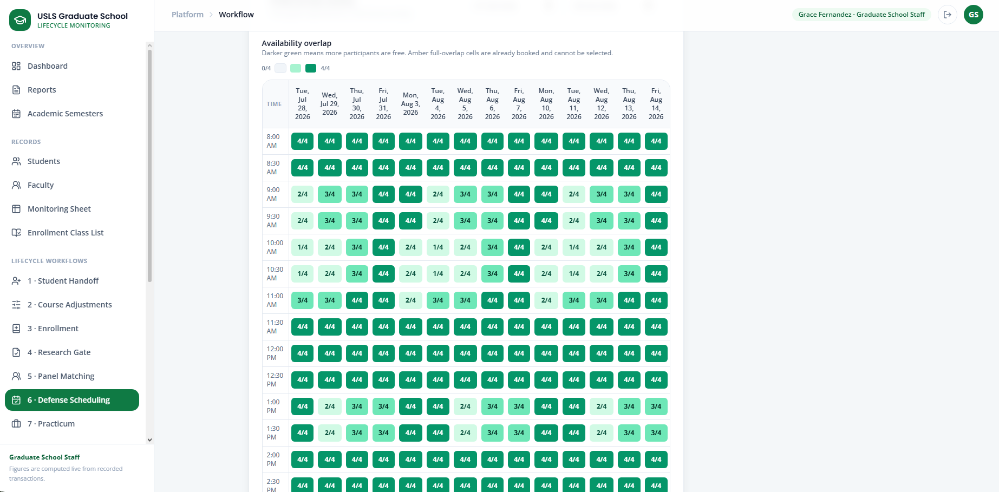 USLS Graduate School
LIFECYCLE MONITORING
OVERVIEW
Dashboard
Reports
Academic Semesters
RECORDS
Students
Faculty
Monitoring Sheet
Enrollment Class List
LIFECYCLE WORKFLOWS
1 · Student Handoff
2 · Course Adjustments
3 · Enrollment
4 · Research Gate
5 · Panel Matching
6 · Defense Scheduling
7 · Practicum
Graduate School Staff
Figures are computed live from recorded
transactions.
Platform > Workflow
Grace Fernandez · Graduate School Staff
GS
Availability overlap
Darker green means more participants are free. Amber full-overlap cells are already booked and cannot be selected.
0/4 4/4
TIME Tue, Jul 28, 2026 Wed, Jul 29, 2026 Thu, Jul 30, 2026 Fri, Jul 31, 2026 Mon, Aug 3, 2026 Tue, Aug 4, 2026 Wed, Aug 5, 2026 Thu, Aug 6, 2026 Fri, Aug 7, 2026 Mon, Aug 10, 2026 Tue, Aug 11, 2026 Wed, Aug 12, 2026 Thu, Aug 13, 2026 Fri, Aug 14, 2026
8:00 AM 4/4 4/4 4/4 4/4 4/4 4/4 4/4 4/4 4/4 4/4 4/4 4/4 4/4 4/4
8:30 AM 4/4 4/4 4/4 4/4 4/4 4/4 4/4 4/4 4/4 4/4 4/4 4/4 4/4 4/4
9:00 AM 2/4 3/4 3/4 4/4 4/4 2/4 3/4 3/4 4/4 4/4 2/4 3/4 3/4 4/4
9:30 AM 2/4 3/4 3/4 4/4 4/4 2/4 3/4 3/4 4/4 4/4 2/4 3/4 3/4 4/4
10:00 AM 1/4 2/4 3/4 4/4 2/4 1/4 2/4 3/4 4/4 2/4 1/4 2/4 3/4 4/4
10:30 AM 1/4 2/4 3/4 4/4 2/4 1/4 2/4 3/4 4/4 2/4 1/4 2/4 3/4 4/4
11:00 AM 3/4 3/4 4/4 4/4 2/4 3/4 3/4 4/4 4/4 2/4 3/4 3/4 4/4 4/4
11:30 AM 4/4 4/4 4/4 4/4 4/4 4/4 4/4 4/4 4/4 4/4 4/4 4/4 4/4 4/4
12:00 PM 4/4 4/4 4/4 4/4 4/4 4/4 4/4 4/4 4/4 4/4 4/4 4/4 4/4 4/4
12:30 PM 4/4 4/4 4/4 4/4 4/4 4/4 4/4 4/4 4/4 4/4 4/4 4/4 4/4 4/4
1:00 PM 4/4 2/4 3/4 3/4 4/4 4/4 2/4 3/4 3/4 4/4 4/4 2/4 3/4 3/4
1:30 PM 4/4 2/4 3/4 3/4 4/4 4/4 2/4 3/4 3/4 4/4 4/4 2/4 3/4 3/4
2:00 PM 4/4 4/4 4/4 4/4 4/4 4/4 4/4 4/4 4/4 4/4 4/4 4/4 4/4 4/4
2:30 PM 4/4 4/4 4/4 4/4 4/4 4/4 4/4 4/4 4/4 4/4 4/4 4/4 4/4 4/4